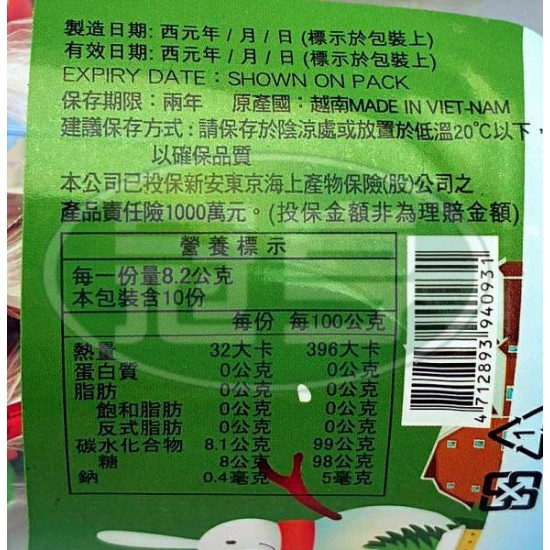 製造日期: 西元年/月/日 (標示於包裝上)
有效日期: 西元年/月/日 (標示於包裝上)
EXPIRY DATE：SHOWN ON PACK
保存期限：兩年 原產國：越南MADE IN VIET-NAM
建議保存方式：請保存於陰涼處或放置於低溫20℃以下，
以確保品質
本公司已投保新安東京海上產物保險(股)公司之
產品責任險1000萬元。(投保金額非為理賠金額)
營養標示
每一份量8.2公克
本包裝含10份
每份 每100公克
熱量 32大卡 396大卡
蛋白質 0公克 0公克
脂肪 0公克 0公克
飽和脂肪 0公克 0公克
反式脂肪 0公克 0公克
碳水化合物 8.1公克 99公克
糖 8公克 98公克
鈉 0.4毫克 5毫克
4712893940931
1